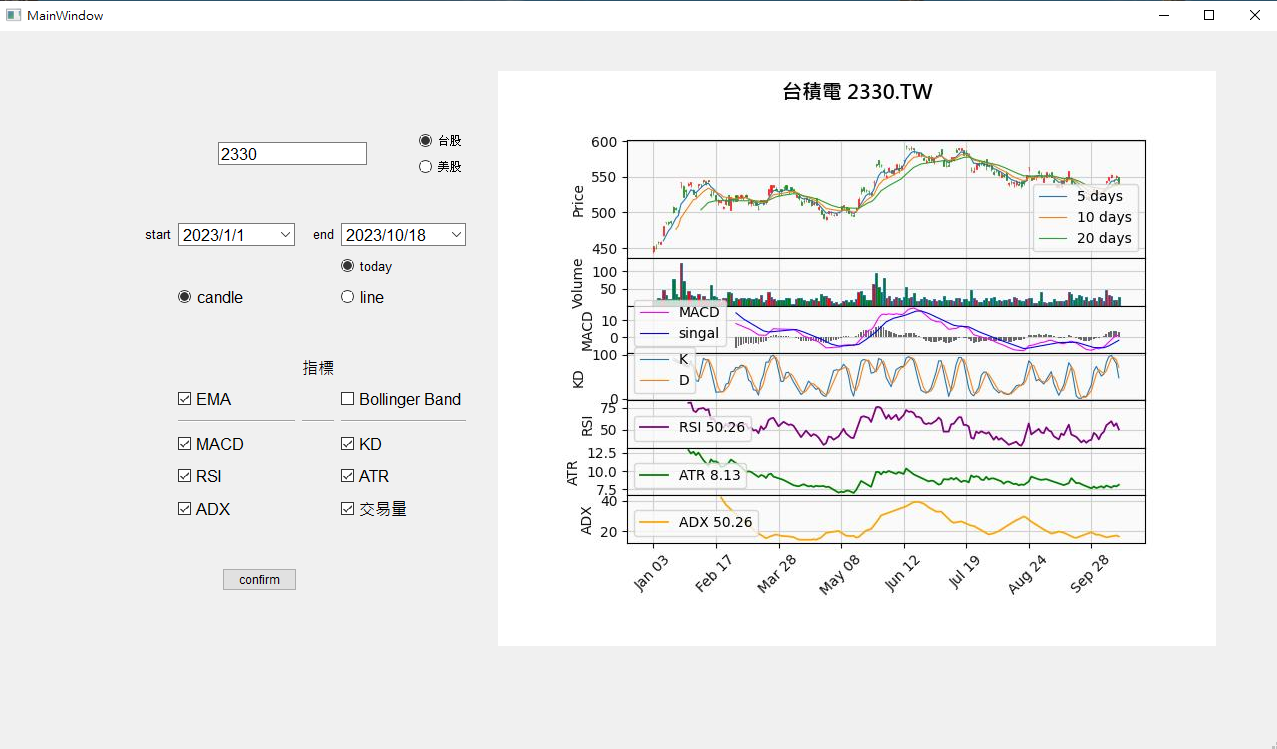 MainWindow
2330
台股
美股
start 2023/1/1 end 2023/10/18
today
candle line
指標
EMA Bollinger Band
MACD KD
RSI ATR
ADX 交易量
confirm
台積電 2330.TW
Price
600
550
500
450
5 days
10 days
20 days
Volume
100
50
MACD
10
0
MACD
singal
KD
100
0
K
D
RSI
75
50
RSI 50.26
ATR
12.5
10.0
7.5
ATR 8.13
ADX
40
20
ADX 50.26
Jan 03 Feb 17 Mar 28 May 08 Jun 12 Jul 19 Aug 24 Sep 28